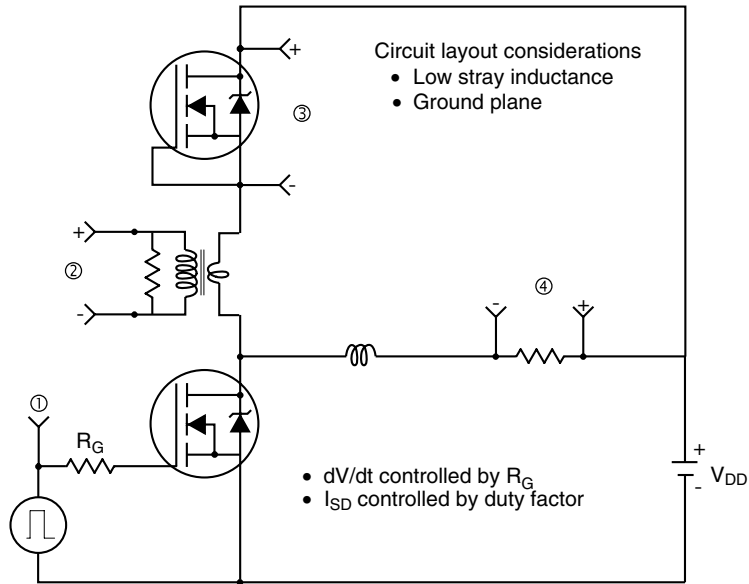 +
Circuit layout considerations
• Low stray inductance
• Ground plane
③
-
+
②
-
④
- +
①
R_G
• dV/dt controlled by R_G
• I_SD controlled by duty factor
+
V_DD
-